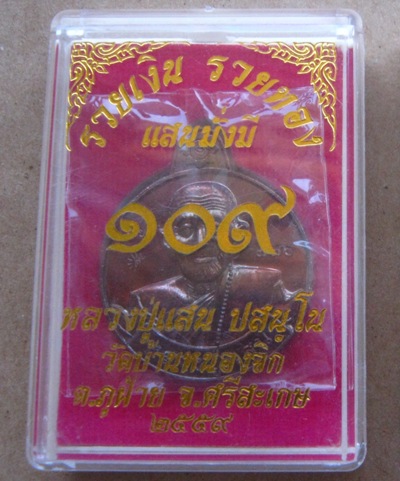 รวยเงิน รวยทอง
แสนมั่งมี
๑๐๙
หลวงปู่แสน ปสนฺโน
วัดบ้านหนองจิก
ต.ภูฝ้าย จ.ศรีสะเกษ
๒๕๕๙